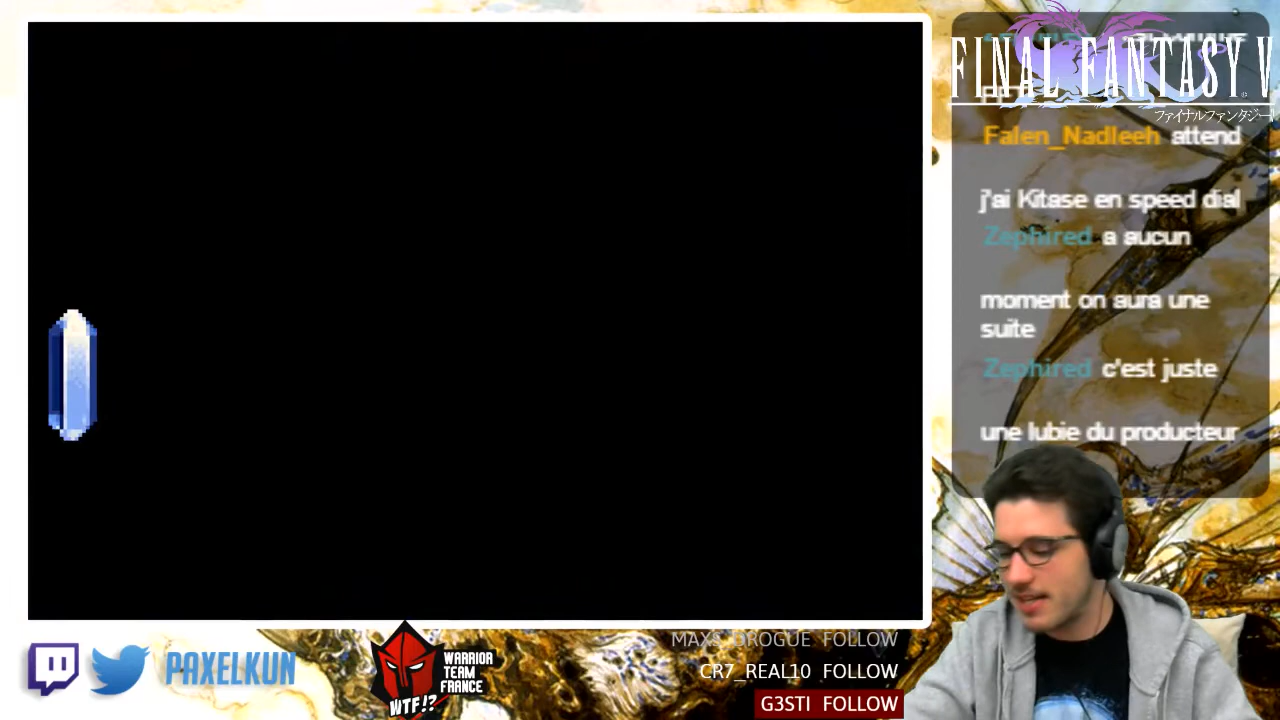 FINAL FANTASY V
ファイナルファンタジーV
Falen_Nadleeh attend
j'ai Kitase en speed dial
Zephired a aucun
moment on aura une
suite
Zephired c'est juste
une lubie du producteur
PAXELKUN
WARRIOR
TEAM
FRANCE
WTF!?
FOLLOW
CR7_REAL10 FOLLOW
G3STI FOLLOW